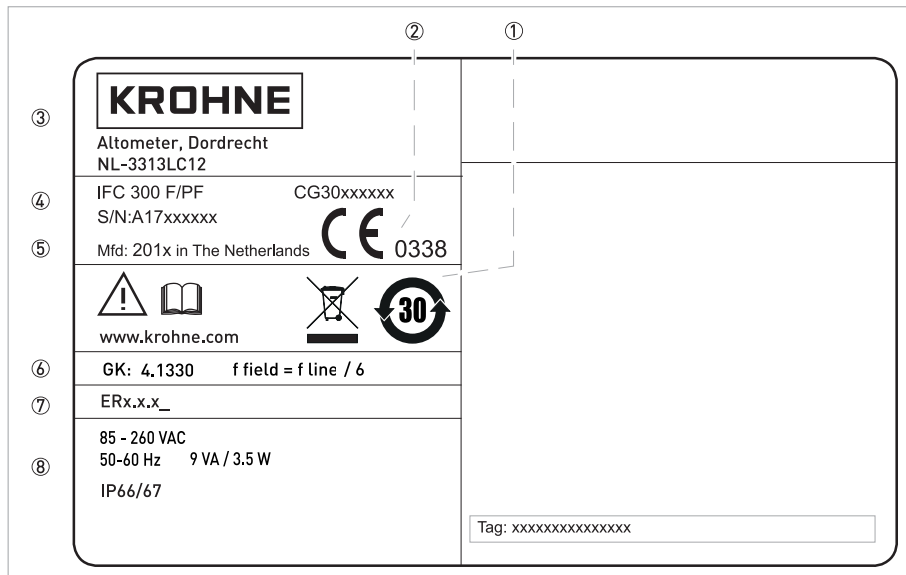 ② ①
③ KROHNE
Altometer, Dordrecht
NL-3313LC12
④ IFC 300 F/PF CG30xxxxxx
S/N:A17xxxxxx
⑤ Mfd: 201x in The Netherlands CE 0338
30
www.krohne.com
⑥ GK: 4.1330 f field = f line / 6
⑦ ERx.x.x_
85 - 260 VAC
⑧ 50-60 Hz 9 VA / 3.5 W
IP66/67
Tag: xxxxxxxxxxxxxxx